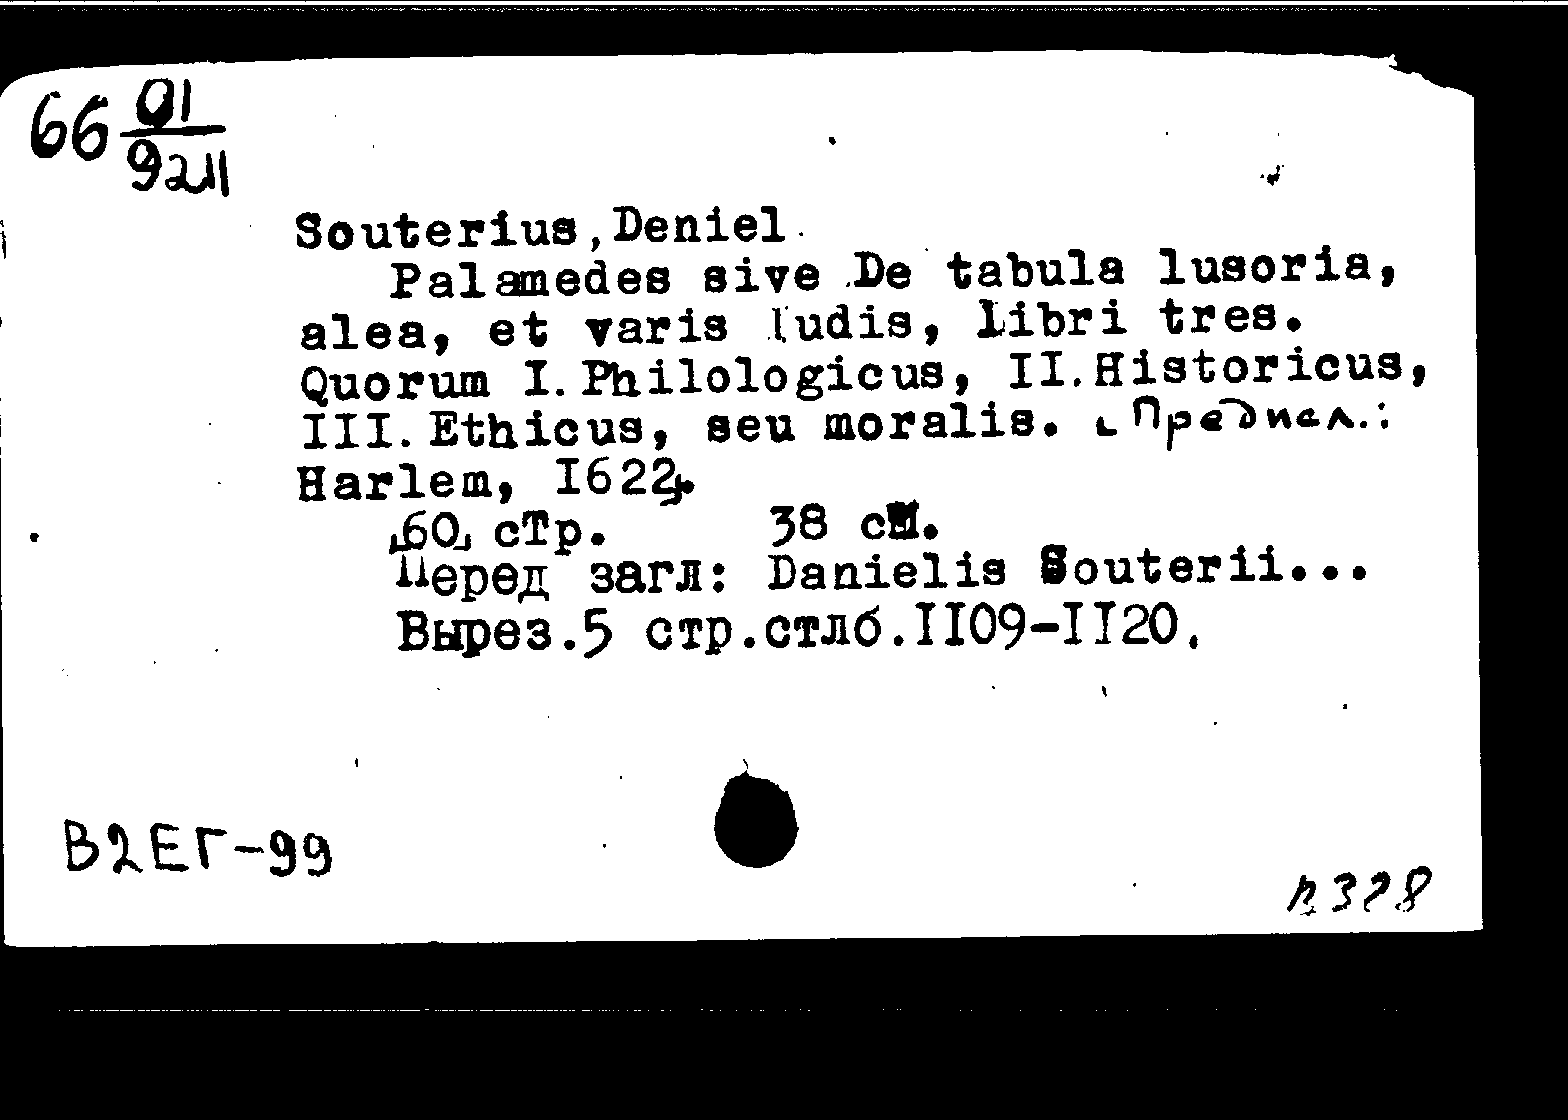 66 01/9211
Souterius, Deniel
Palamedes sive De tabula lusoria,
alea, et varis ludis, Libri tres.
Quorum I. Philologicus, II. Historicus,
III. Ethicus, seu moralis. [Предисл.:
Harlem, 1622].
[60] стр. 38 см.
Перед загл: Danielis Souterii...
Вырез.5 стр.стлб.1109-1120.
В2ЕГ-99